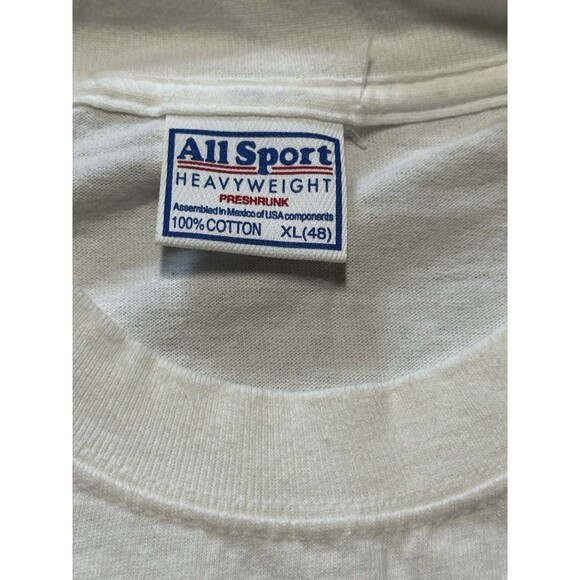 All Sport
HEAVYWEIGHT
PRESHRUNK
Assembled in Mexico of USA components
100% COTTON XL(48)